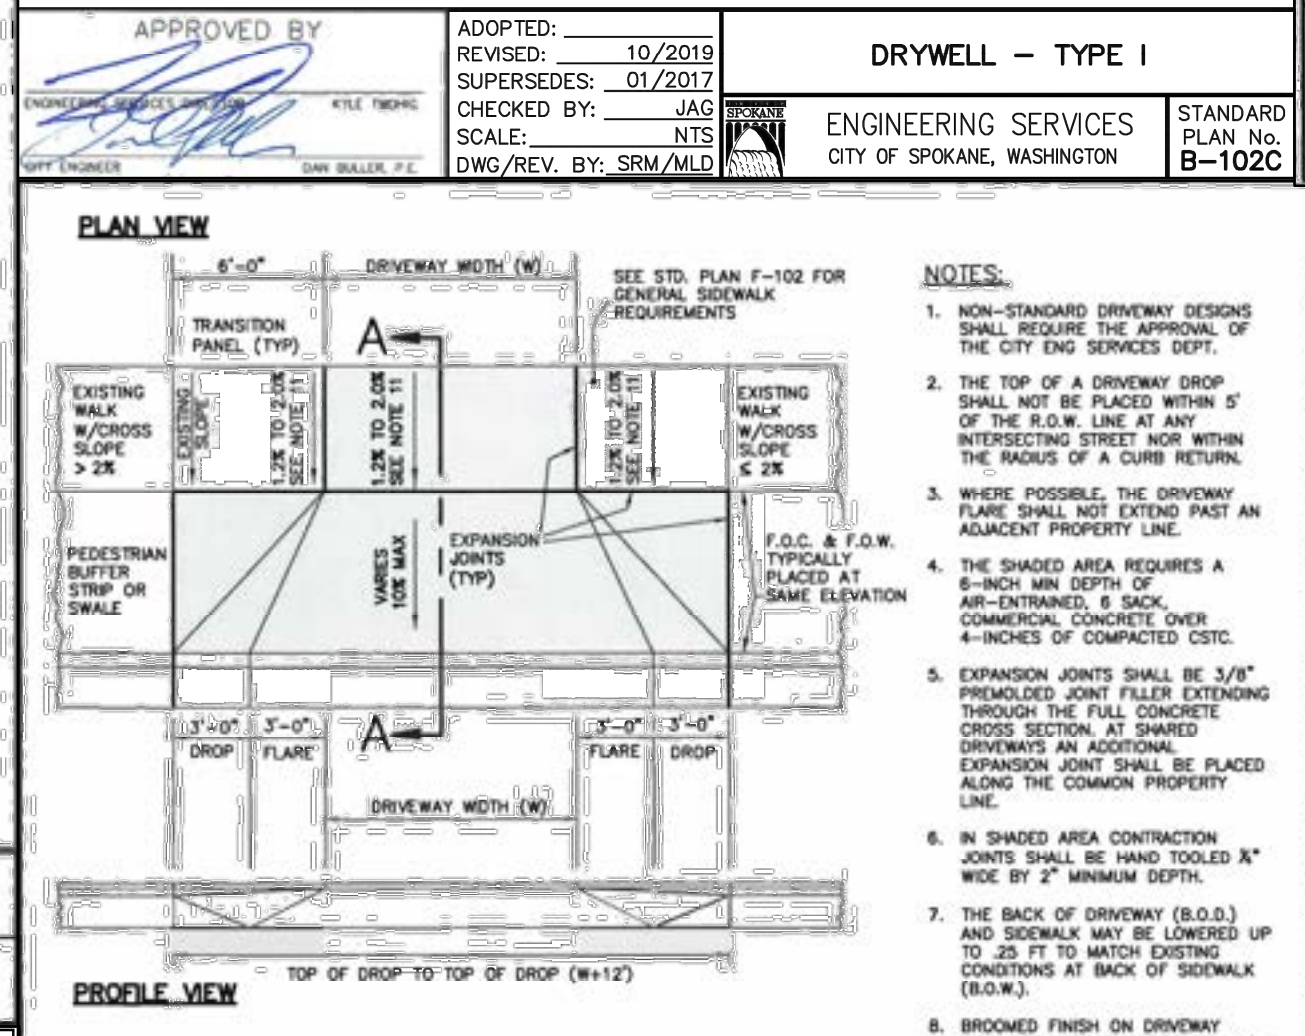 APPROVED BY
ENGINEERING SERVICES DIRECTOR KYLE TWOHIG
CITY ENGINEER DAN BULLER, P.E.
ADOPTED:
REVISED: 10/2019
SUPERSEDES: 01/2017
CHECKED BY: JAG
SCALE: NTS
DWG/REV. BY: SRM/MLD
DRYWELL – TYPE I
SPOKANE
ENGINEERING SERVICES
CITY OF SPOKANE, WASHINGTON
STANDARD
PLAN No.
B–102C
PLAN VIEW
6'-0"
DRIVEWAY WIDTH (W)
SEE STD. PLAN F-102 FOR
GENERAL SIDEWALK
REQUIREMENTS
TRANSITION
PANEL (TYP)
A
EXISTING
WALK
W/CROSS
SLOPE
> 2%
EXISTING
SLOPE
1.2% TO 2.0%
SEE NOTE 11
1.2% TO 2.0%
SEE NOTE 11
1.2% TO 2.0%
SEE NOTE 11
EXISTING
WALK
W/CROSS
SLOPE
≤ 2%
PEDESTRIAN
BUFFER
STRIP OR
SWALE
VARIES
10% MAX
EXPANSION
JOINTS
(TYP)
F.O.C. & F.O.W.
TYPICALLY
PLACED AT
SAME ELEVATION
3'-0" 3'-0"
DROP FLARE
A
3'-0" 3'-0"
FLARE DROP
DRIVEWAY WIDTH (W)
TOP OF DROP TO TOP OF DROP (W+12')
PROFILE VIEW
NOTES:
1. NON-STANDARD DRIVEWAY DESIGNS
SHALL REQUIRE THE APPROVAL OF
THE CITY ENG SERVICES DEPT.
2. THE TOP OF A DRIVEWAY DROP
SHALL NOT BE PLACED WITHIN 5'
OF THE R.O.W. LINE AT ANY
INTERSECTING STREET NOR WITHIN
THE RADIUS OF A CURB RETURN.
3. WHERE POSSIBLE, THE DRIVEWAY
FLARE SHALL NOT EXTEND PAST AN
ADJACENT PROPERTY LINE.
4. THE SHADED AREA REQUIRES A
6-INCH MIN DEPTH OF
AIR-ENTRAINED, 6 SACK,
COMMERCIAL CONCRETE OVER
4-INCHES OF COMPACTED CSTC.
5. EXPANSION JOINTS SHALL BE 3/8"
PREMOLDED JOINT FILLER EXTENDING
THROUGH THE FULL CONCRETE
CROSS SECTION. AT SHARED
DRIVEWAYS AN ADDITIONAL
EXPANSION JOINT SHALL BE PLACED
ALONG THE COMMON PROPERTY
LINE.
6. IN SHADED AREA CONTRACTION
JOINTS SHALL BE HAND TOOLED
WIDE BY 2" MINIMUM DEPTH.
7. THE BACK OF DRIVEWAY (B.O.D.)
AND SIDEWALK MAY BE LOWERED UP
TO .25 FT TO MATCH EXISTING
CONDITIONS AT BACK OF SIDEWALK
(B.O.W.).
8. BROOMED FINISH ON DRIVEWAY